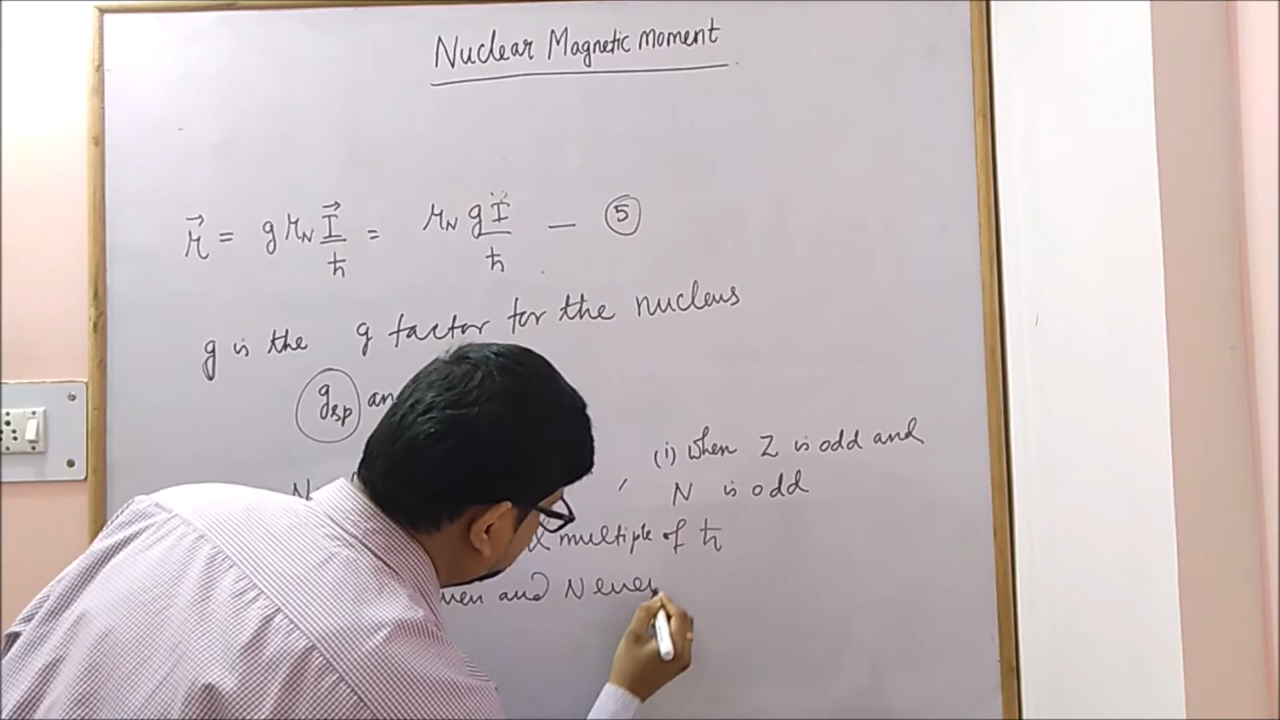 Nuclear Magnetic Moment
μ⃗ = g μN I⃗/ħ = μN g I⃗/ħ — ⑤
g is the g factor for the nucleus
gsp an
(i) when Z is odd and
N is odd
multiple of ħ
and N even